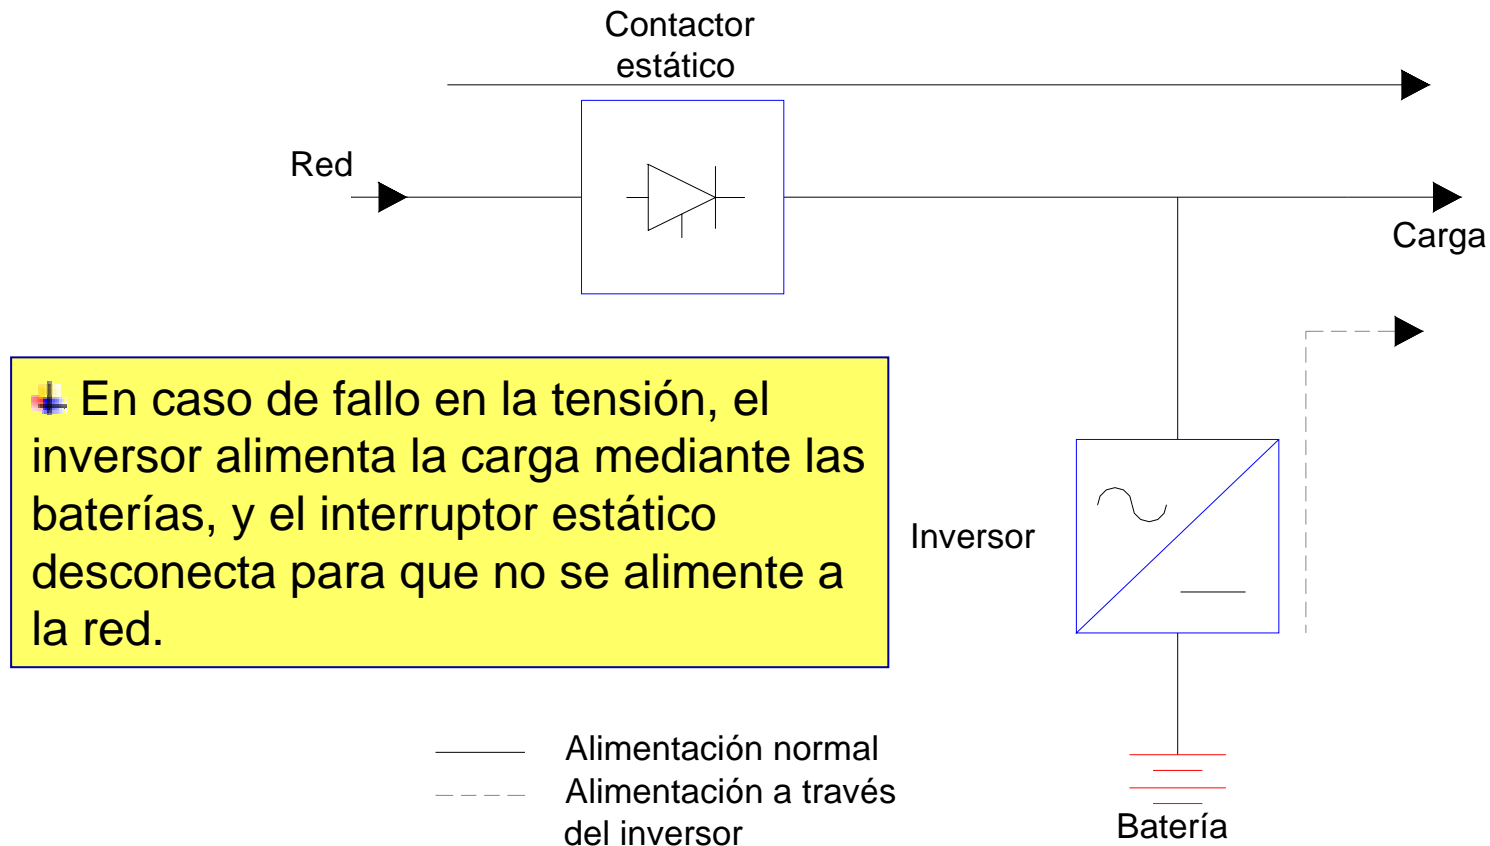 Contactor
estático
Red
Carga
En caso de fallo en la tensión, el
inversor alimenta la carga mediante las
baterías, y el interruptor estático
desconecta para que no se alimente a
la red.
Inversor
Alimentación normal
Alimentación a través
del inversor
Batería